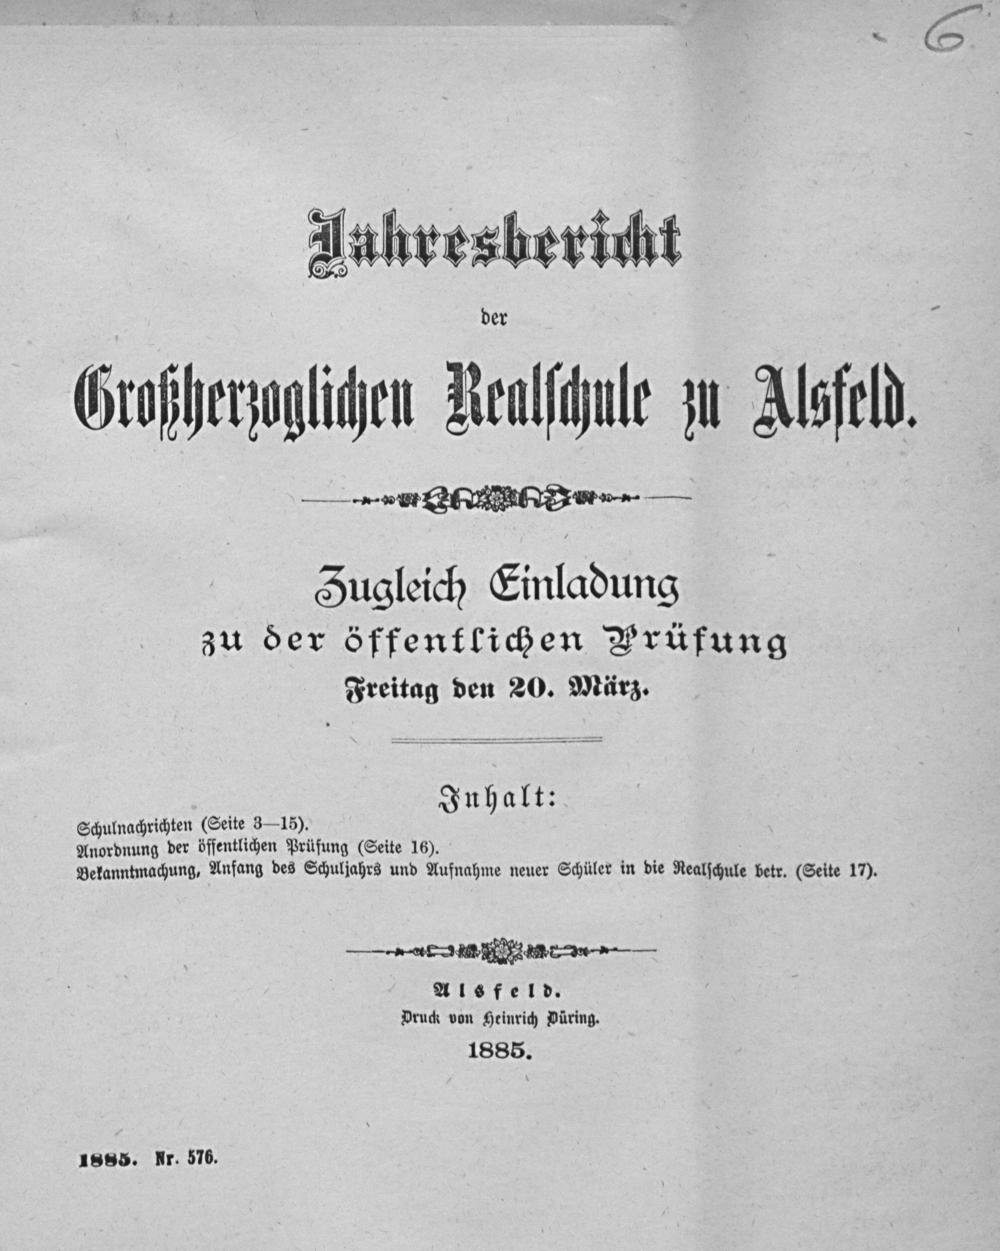 6
Jahresbericht
der
Großherzoglichen Realschule zu Alsfeld.
Zugleich Einladung
zu der öffentlichen Prüfung
Freitag den 20. März.
Inhalt:
Schulnachrichten (Seite 3—15).
Anordnung der öffentlichen Prüfung (Seite 16).
Bekanntmachung, Anfang des Schuljahrs und Aufnahme neuer Schüler in die Realschule betr. (Seite 17).
Alsfeld.
Druck von Heinrich Düring.
1885.
1885. Nr. 576.